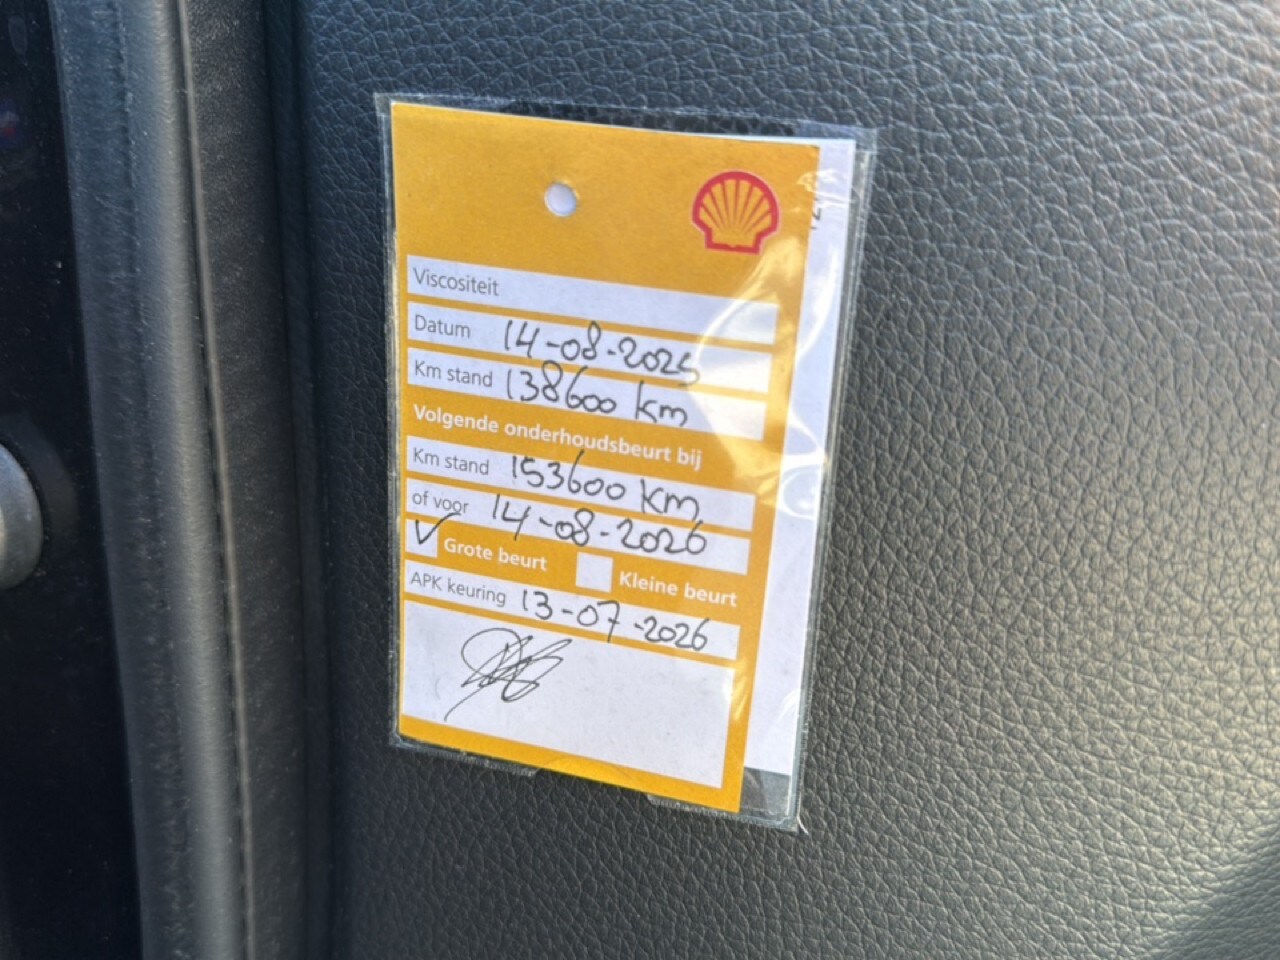 Viscositeit
Datum 14-08-2025
Km stand 138600 km
Volgende onderhoudsbeurt bij
Km stand 153600 km
of voor 14-08-2026
Grote beurt Kleine beurt
APK keuring 13-07-2026